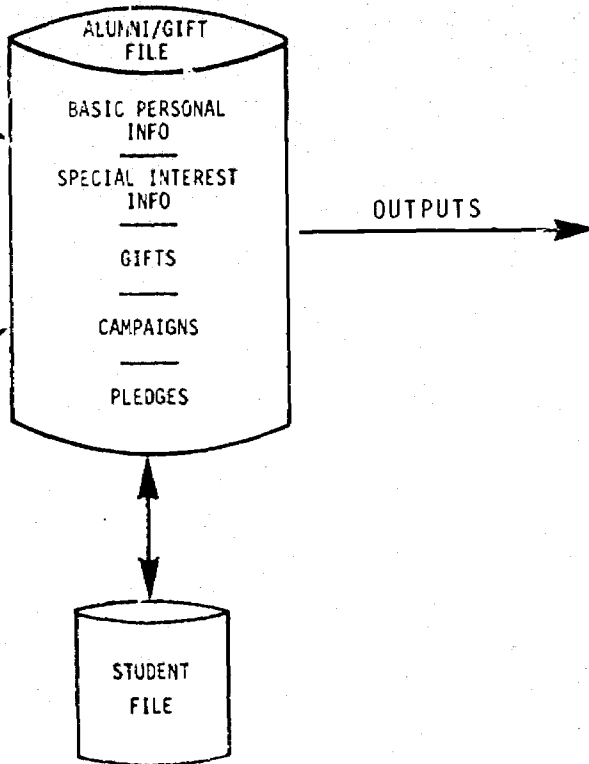 ALUMNI/GIFT
FILE
BASIC PERSONAL
INFO
SPECIAL INTEREST
INFO
GIFTS
CAMPAIGNS
PLEDGES
OUTPUTS
STUDENT
FILE